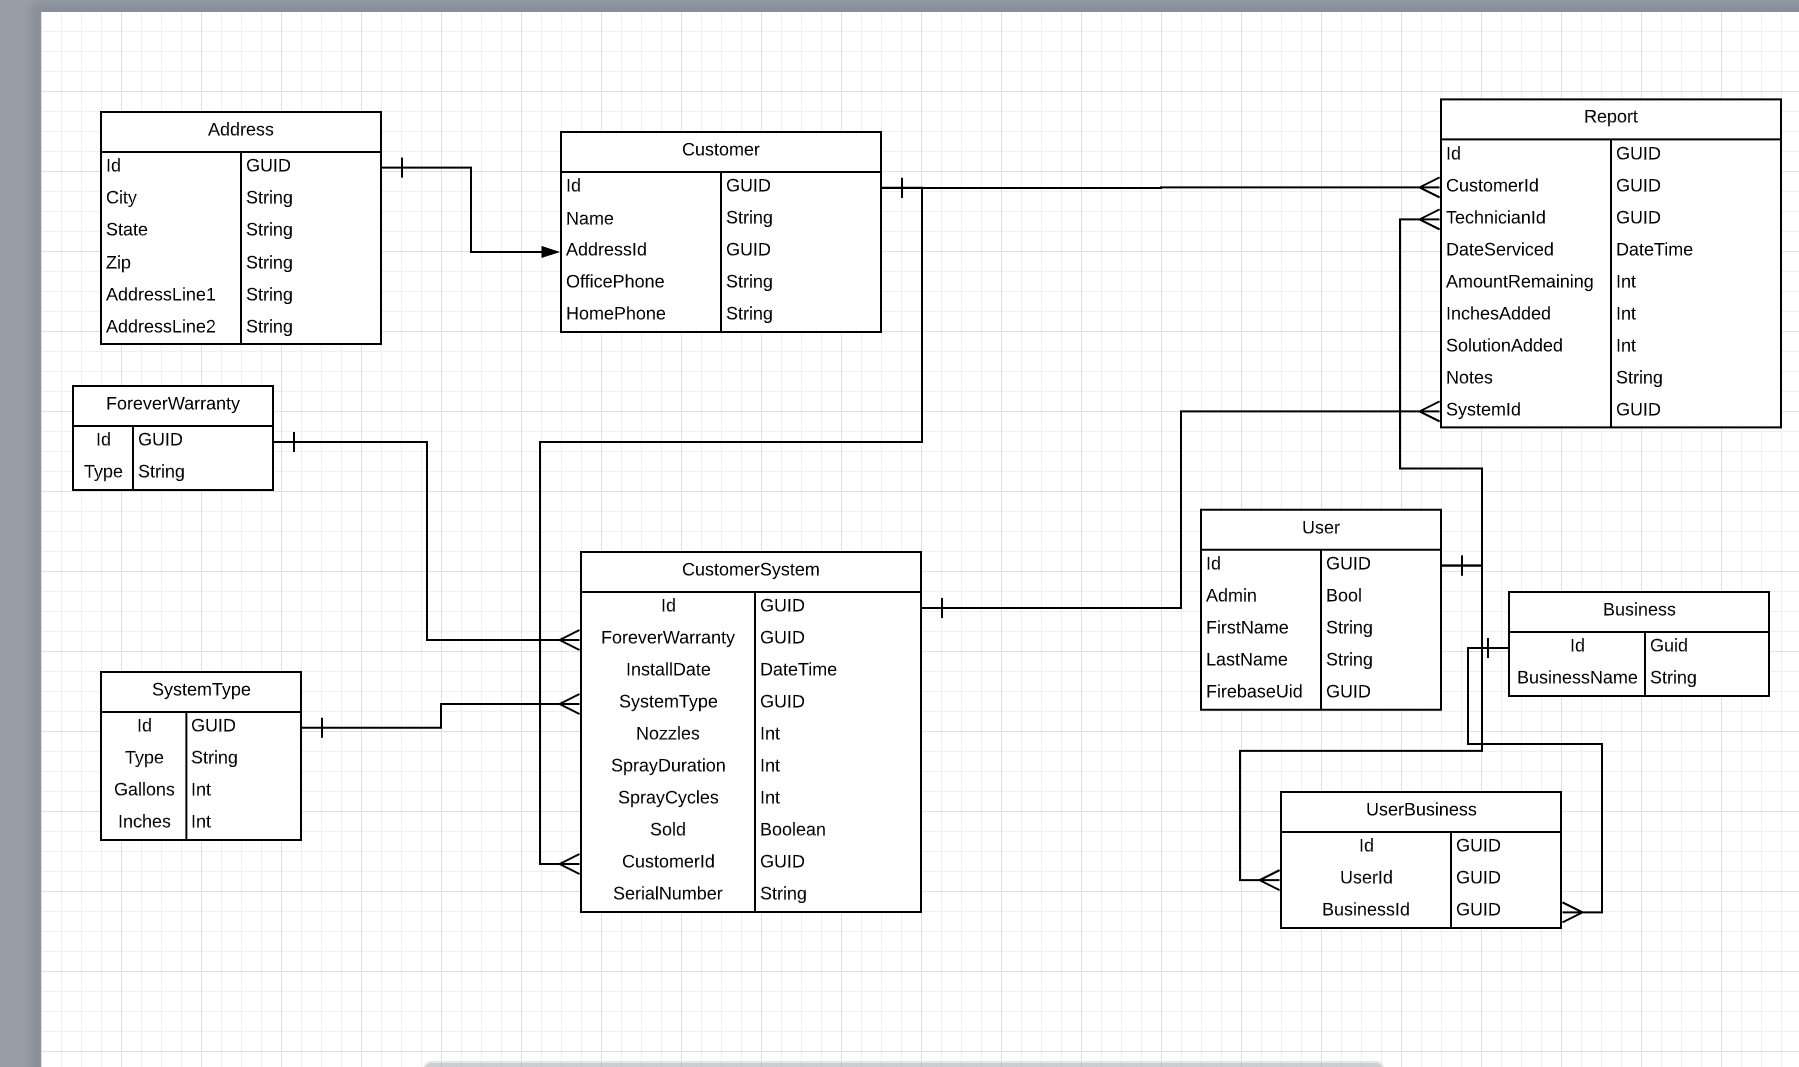 Address
Id GUID
City String
State String
Zip String
AddressLine1 String
AddressLine2 String
Customer
Id GUID
Name String
AddressId GUID
OfficePhone String
HomePhone String
Report
Id GUID
CustomerId GUID
TechnicianId GUID
DateServiced DateTime
AmountRemaining Int
InchesAdded Int
SolutionAdded Int
Notes String
SystemId GUID
ForeverWarranty
Id GUID
Type String
CustomerSystem
Id GUID
ForeverWarranty GUID
InstallDate DateTime
SystemType GUID
Nozzles Int
SprayDuration Int
SprayCycles Int
Sold Boolean
CustomerId GUID
SerialNumber String
User
Id GUID
Admin Bool
FirstName String
LastName String
FirebaseUid GUID
Business
Id Guid
BusinessName String
SystemType
Id GUID
Type String
Gallons Int
Inches Int
UserBusiness
Id GUID
UserId GUID
BusinessId GUID